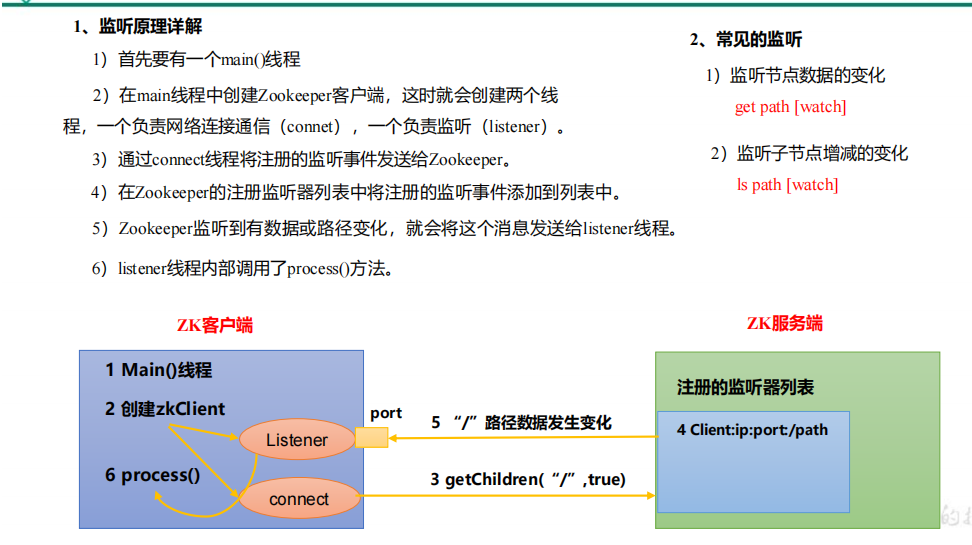 1、监听原理详解
1）首先要有一个main()线程
2）在main线程中创建Zookeeper客户端，这时就会创建两个线
程，一个负责网络连接通信（connet），一个负责监听（listener）。
3）通过connect线程将注册的监听事件发送给Zookeeper。
4）在Zookeeper的注册监听器列表中将注册的监听事件添加到列表中。
5）Zookeeper监听到有数据或路径变化，就会将这个消息发送给listener线程。
6）listener线程内部调用了process()方法。
2、常见的监听
1）监听节点数据的变化
get path [watch]
2）监听子节点增减的变化
ls path [watch]
ZK客户端
1 Main()线程
2 创建zkClient
Listener
6 process()
connect
port
5 “/”路径数据发生变化
3 getChildren(“/”,true)
ZK服务端
注册的监听器列表
4 Client:ip:port:/path